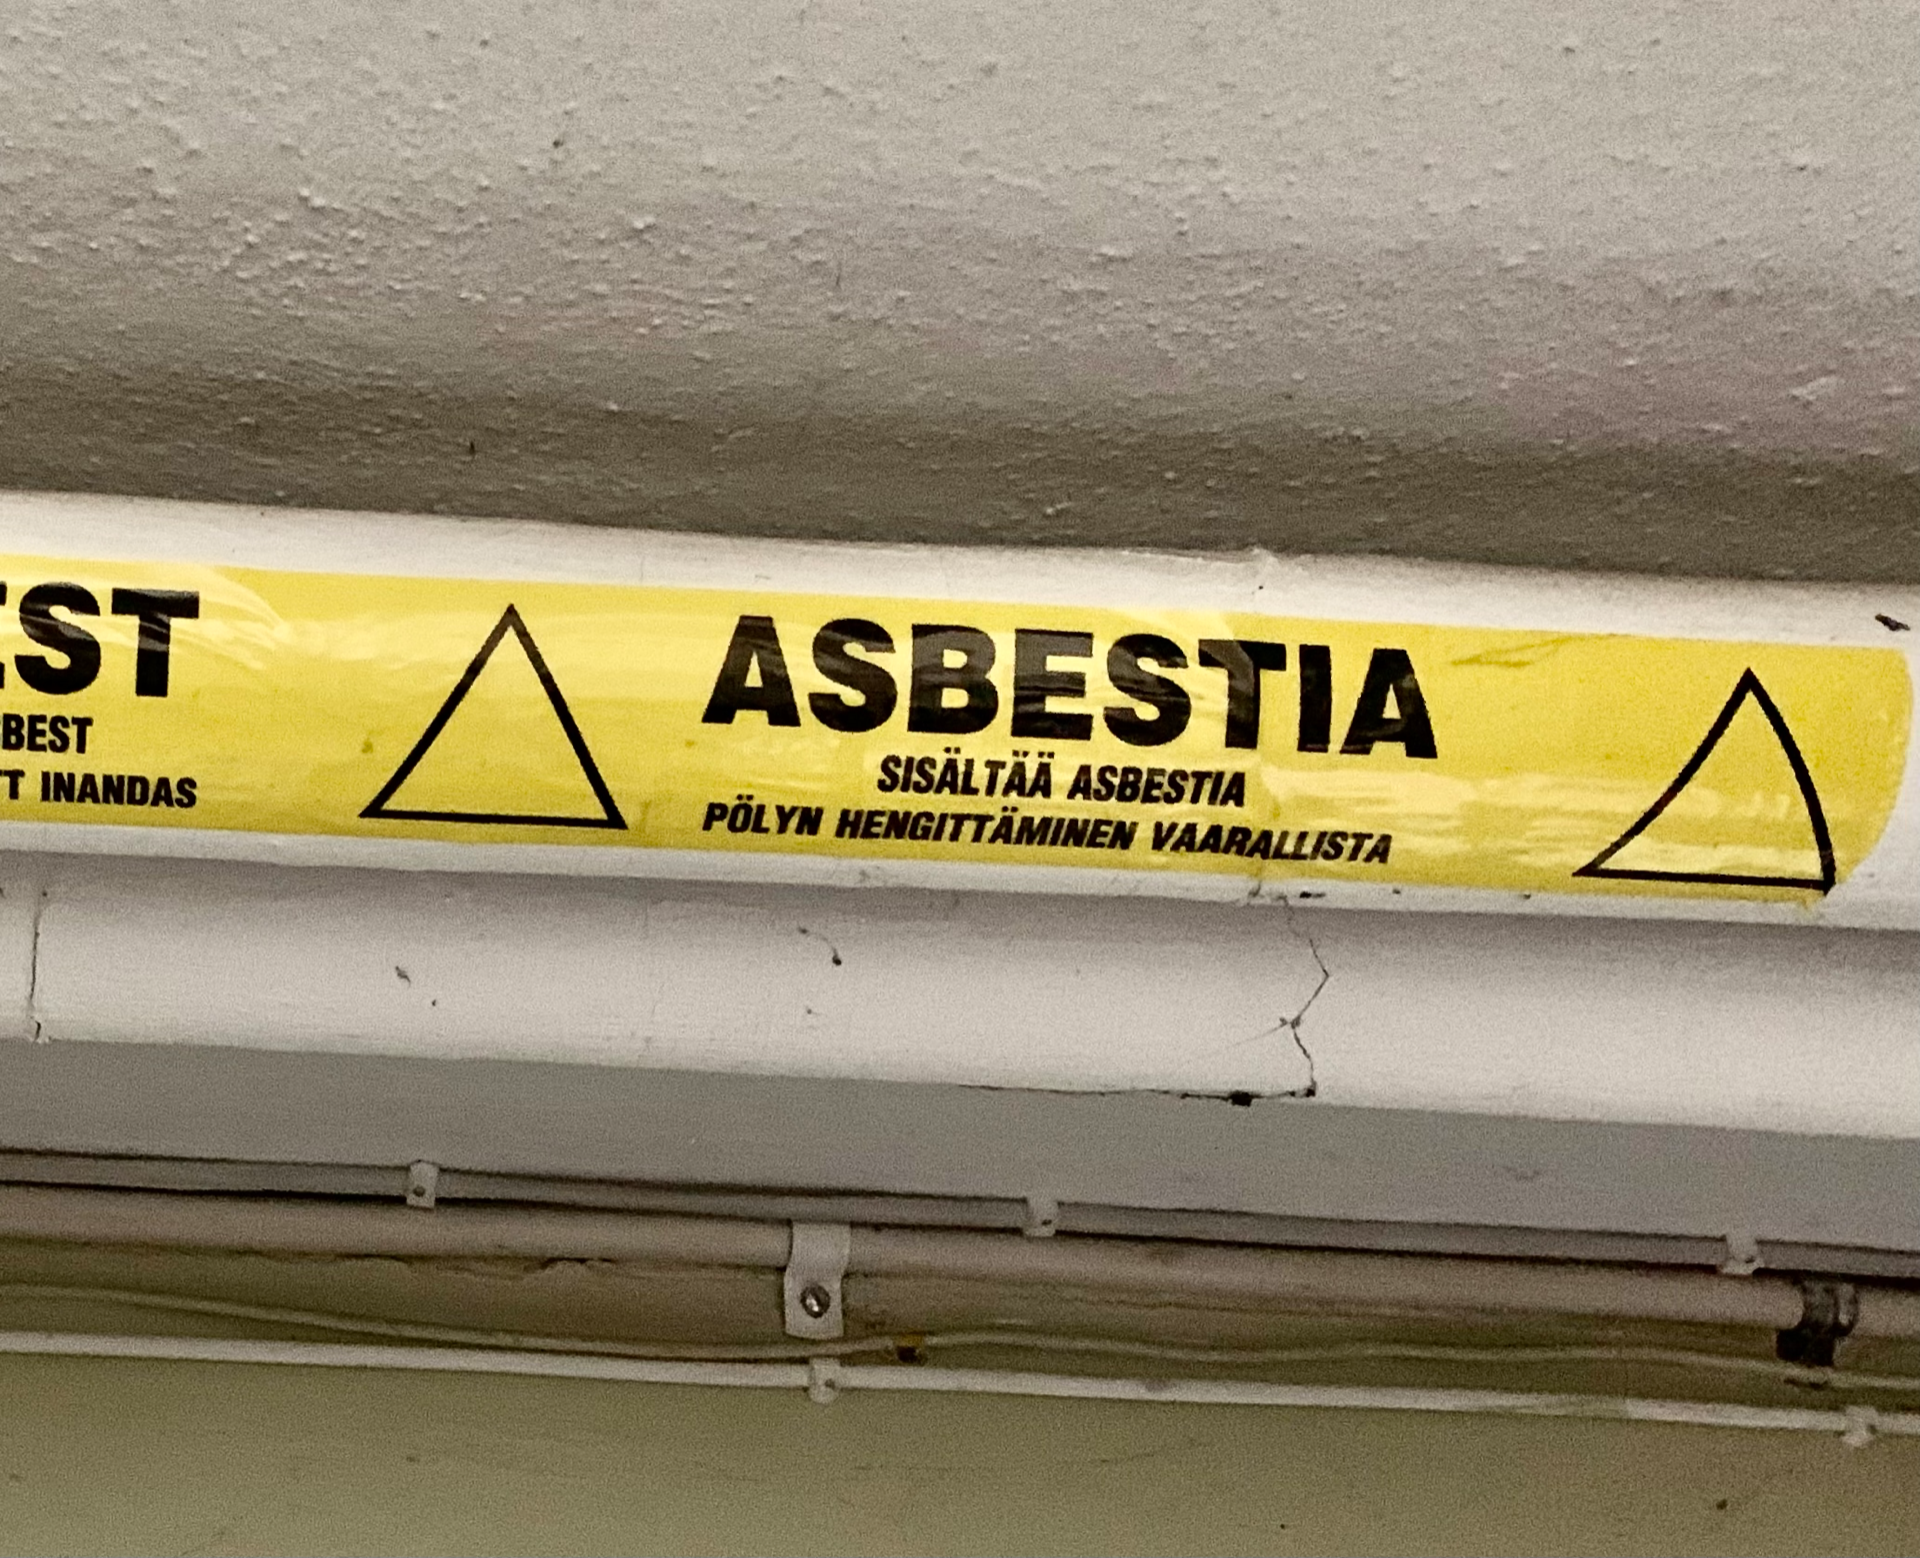 EST
BEST
INANDAS
ASBESTIA
SISÄLTÄÄ ASBESTIA
PÖLYN HENGITTÄMINEN VAARALLISTA